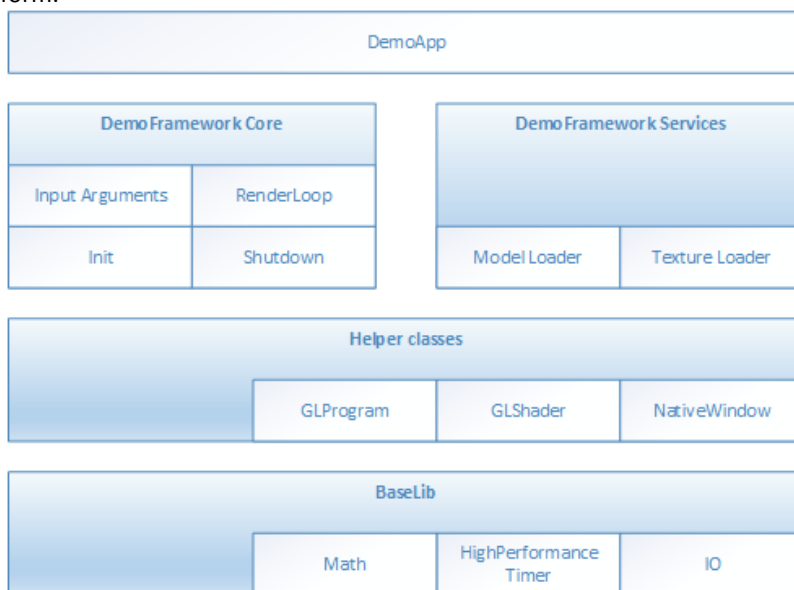 DemoApp
DemoFramework Core
DemoFramework Services
Input Arguments
RenderLoop
Init
Shutdown
Model Loader
Texture Loader
Helper classes
GLProgram
GLShader
NativeWindow
BaseLib
Math
HighPerformance
Timer
IO